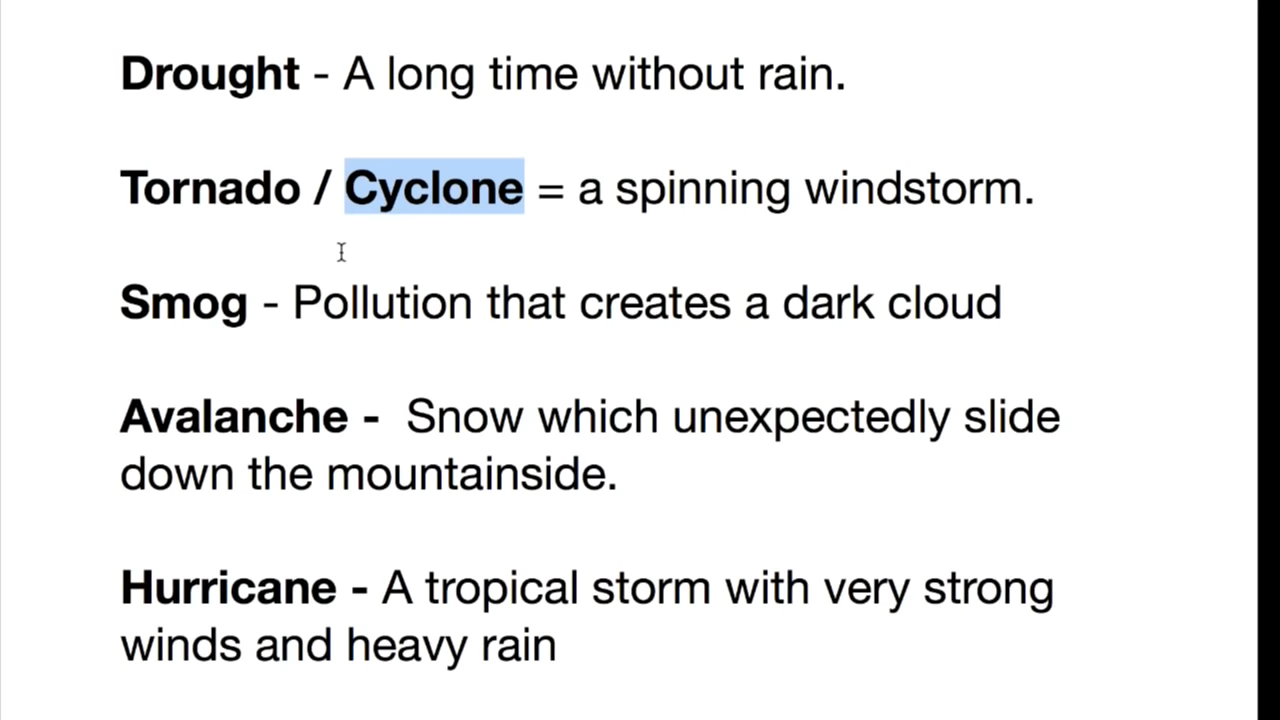 Drought - A long time without rain.
Tornado / Cyclone = a spinning windstorm.
Smog - Pollution that creates a dark cloud
Avalanche -  Snow which unexpectedly slide
down the mountainside.
Hurricane - A tropical storm with very strong
winds and heavy rain